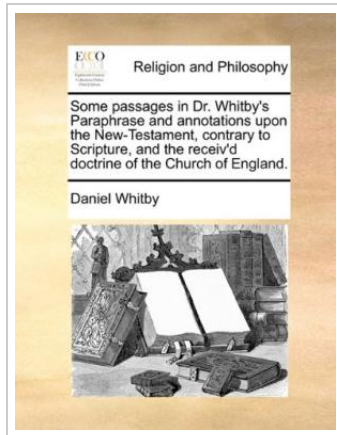 ECCO
Religion and Philosophy
Some passages in Dr. Whitby's
Paraphrase and annotations upon
the New-Testament, contrary to
Scripture, and the receiv'd
doctrine of the Church of England.
Daniel Whitby